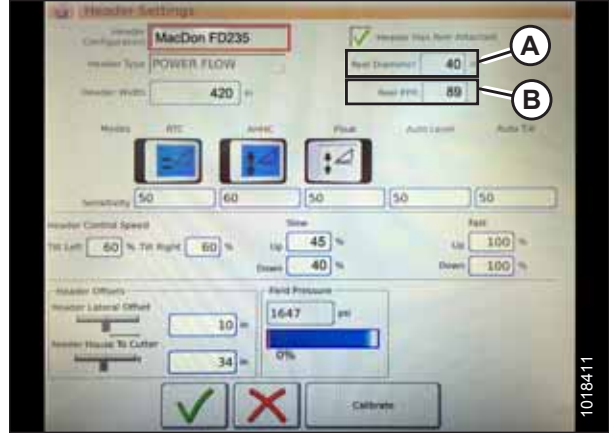 Header Settings
Header Configuration MacDon FD235
Header Has Reel Attached
Header Type POWER FLOW
Reel Diameter 40 in
A
Header Width 420 in
Reel PPR 89
B
Modes RTC AHHC Float Auto Level Auto Tilt
Sensitivity 50 60 50 50 50
Header Control Speed
Slow Fast
Tilt Left 60 % Tilt Right 60 % Up 45 % Up 100 %
Down 40 % Down 100 %
Header Offsets
Field Pressure
Header Lateral Offset
1647 psi
10 in
Feeder House To Cutter
0%
34 in
Calibrate
1018411